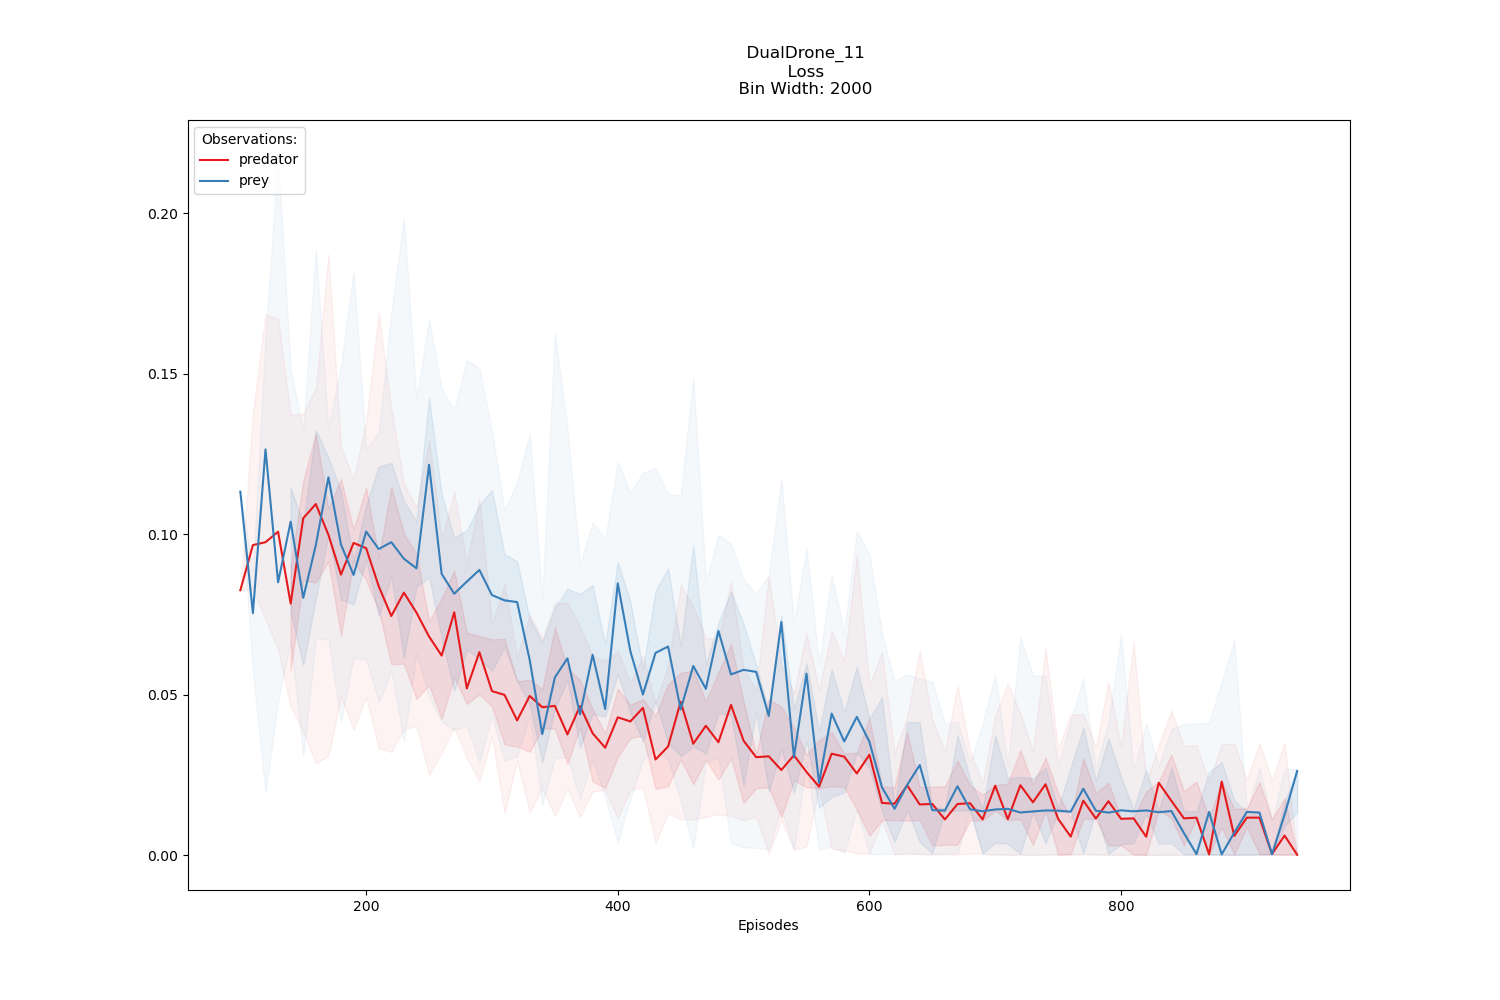 DualDrone_11
Loss
Bin Width: 2000
Observations:
predator
prey
0.20
0.15
0.10
0.05
0.00
200
400
600
800
Episodes